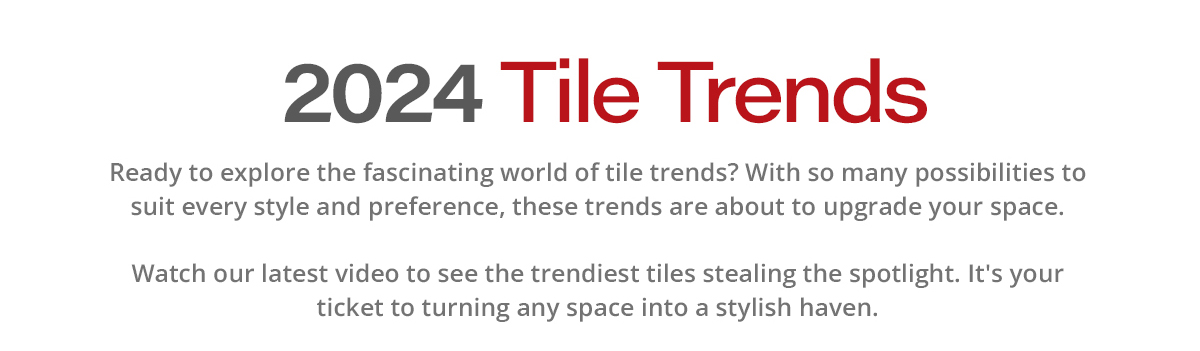 2024 Tile Trends
Ready to explore the fascinating world of tile trends? With so many possibilities to
suit every style and preference, these trends are about to upgrade your space.
Watch our latest video to see the trendiest tiles stealing the spotlight. It's your
ticket to turning any space into a stylish haven.